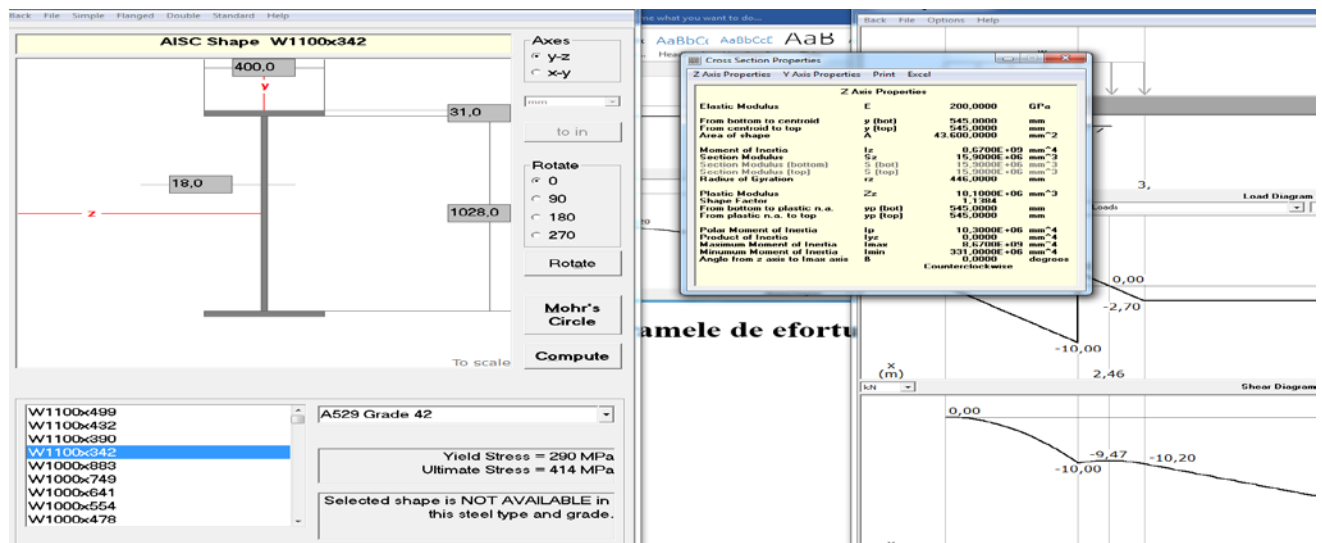 Back File Simple Flanged Double Standard Help
AISC Shape W1100x342
400,0
y
31,0
18,0
z
1028,0
To scale
Axes
y-z
x-y
mm
to in
Rotate
0
90
180
270
Rotate
Mohr's
Circle
Compute
W1100x499
W1100x432
W1100x390
W1100x342
W1000x883
W1000x749
W1000x641
W1000x554
W1000x478
A529 Grade 42
Yield Stress = 290 MPa
Ultimate Stress = 414 MPa
Selected shape is NOT AVAILABLE in
this steel type and grade.
me what you want to do...
AaBbCc AaBbCcE AaB
Cross Section Properties
Z Axis Properties Y Axis Properties Print Excel
Z Axis Properties
Elastic Modulus E 200,0000 GPa
From bottom to centroid y (bot) 545,0000 mm
From centroid to top y (top) 545,0000 mm
Area of shape A 43.600,0000 mm^2
Moment of Inertia Iz 8,6700E+09 mm^4
Section Modulus Sz 15,9000E+06 mm^3
Section Modulus (bottom) S (bot) 15,9000E+06 mm^3
Section Modulus (top) S (top) 15,9000E+06 mm^3
Radius of Gyration rz 446,0000 mm
Plastic Modulus Zz 18,1000E+06 mm^3
Shape Factor 1,1384
From bottom to plastic n.a. yp (bot) 545,0000 mm
From plastic n.a. to top yp (top) 545,0000 mm
Polar Moment of Inertia Ip 10,3000E+06 mm^4
Product of Inertia Iyz 0,0000 mm^4
Maximum Moment of Inertia Imax 8,6700E+09 mm^4
Minumum Moment of Inertia Imin 331,0000E+06 mm^4
Angle from z axis to Imax axis ß 0,0000 degrees
Counterclockwise
amele de efortu
Back File Options Help
3,
Load Diagram
Loads
0,00
-2,70
-10,00
x
(m)
2,46
kN
Shear Diagram
0,00
-9,47
-10,20
-10,00